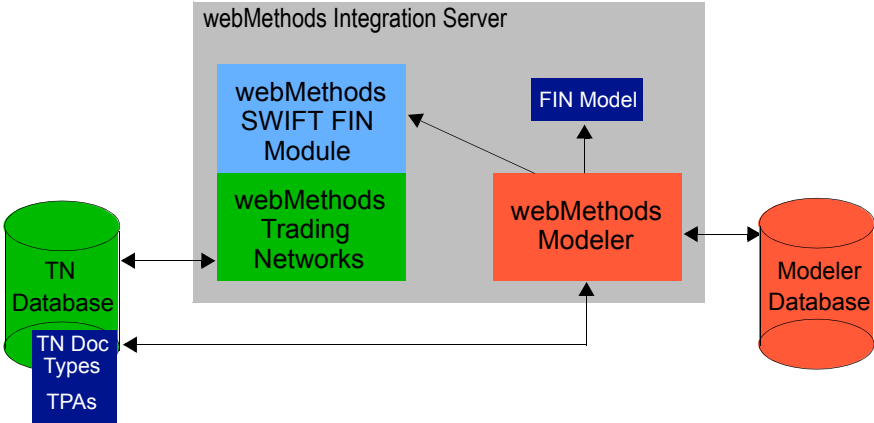 webMethods Integration Server
webMethods
SWIFT FIN
Module
FIN Model
webMethods
Trading
Networks
webMethods
Modeler
TN
Database
Modeler
Database
TN Doc
Types
TPAs